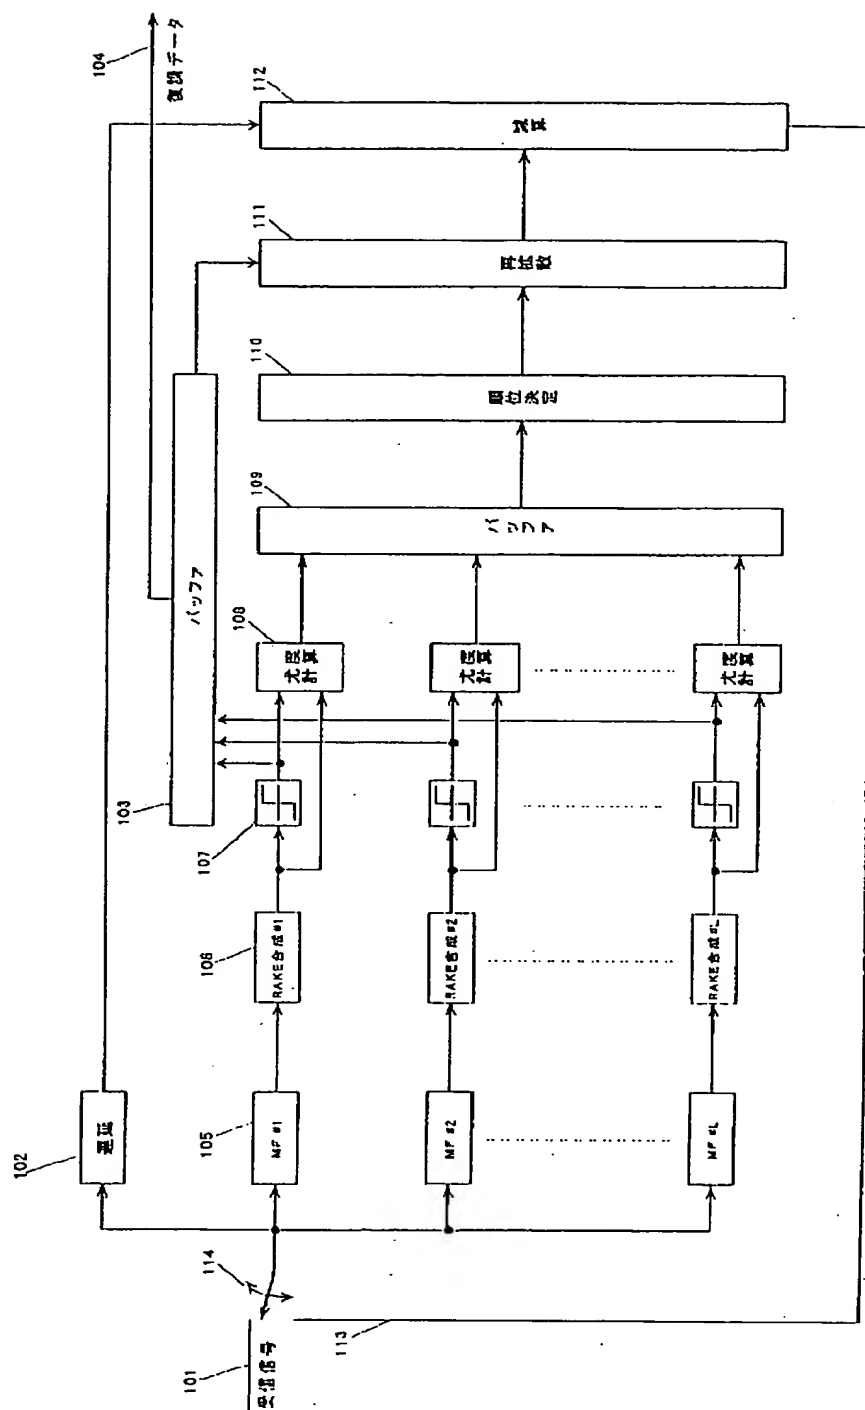 101
受信信号
114
113
102
遅延
105
MF #1
MF #2
MF #L
106
RAKE合成#1
RAKE合成#2
RAKE合成#L
107
103
バッファ
108
尤度
計算
尤度
計算
尤度
計算
109
バッファ
110
順位決定
111
再拡散
112
減算
104
復調データ